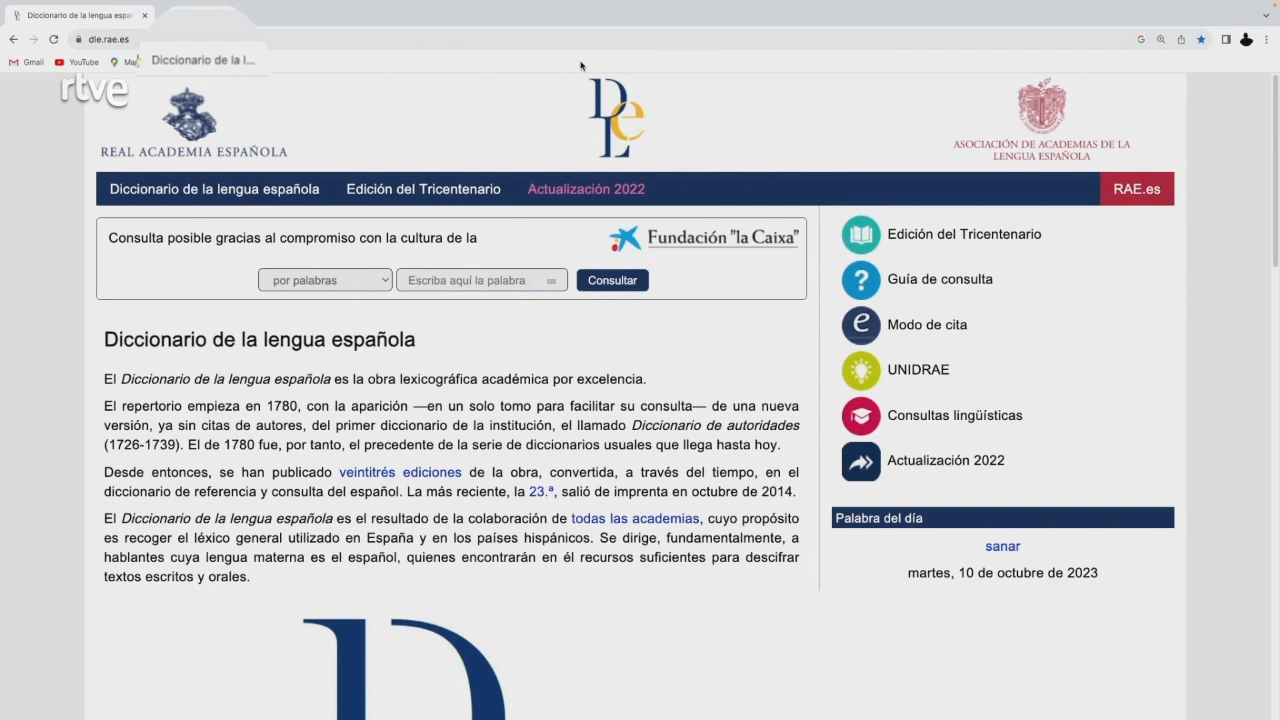 Diccionario de la lengua espa
dle.rae.es
Gmail YouTube Ma
Diccionario de la l...
rtve
REAL ACADEMIA ESPAÑOLA
DLe
ASOCIACIÓN DE ACADEMIAS DE LA
LENGUA ESPAÑOLA
Diccionario de la lengua española Edición del Tricentenario Actualización 2022 RAE.es
Consulta posible gracias al compromiso con la cultura de la
Fundación "la Caixa"
por palabras Escriba aquí la palabra Consultar
Diccionario de la lengua española
El Diccionario de la lengua española es la obra lexicográfica académica por excelencia.
El repertorio empieza en 1780, con la aparición —en un solo tomo para facilitar su consulta— de una nueva
versión, ya sin citas de autores, del primer diccionario de la institución, el llamado Diccionario de autoridades
(1726-1739). El de 1780 fue, por tanto, el precedente de la serie de diccionarios usuales que llega hasta hoy.
Desde entonces, se han publicado veintitrés ediciones de la obra, convertida, a través del tiempo, en el
diccionario de referencia y consulta del español. La más reciente, la 23.ª, salió de imprenta en octubre de 2014.
El Diccionario de la lengua española es el resultado de la colaboración de todas las academias, cuyo propósito
es recoger el léxico general utilizado en España y en los países hispánicos. Se dirige, fundamentalmente, a
hablantes cuya lengua materna es el español, quienes encontrarán en él recursos suficientes para descifrar
textos escritos y orales.
Edición del Tricentenario
Guía de consulta
Modo de cita
UNIDRAE
Consultas lingüísticas
Actualización 2022
Palabra del día
sanar
martes, 10 de octubre de 2023